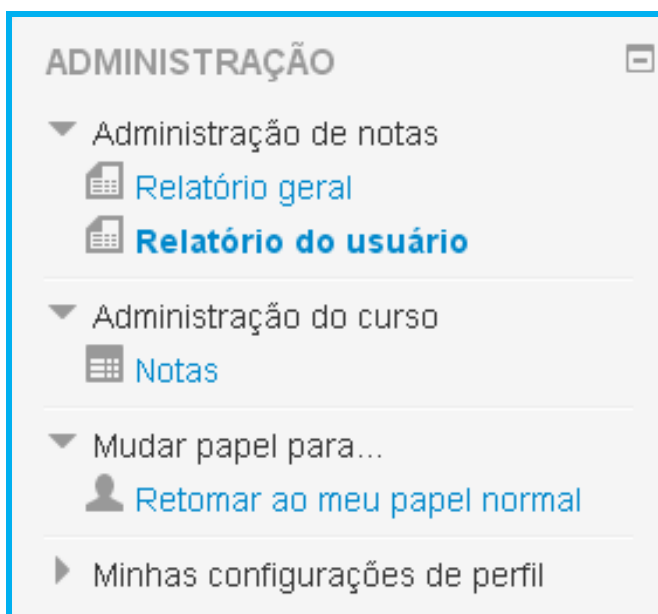 ADMINISTRAÇÃO
Administração de notas
Relatório geral
Relatório do usuário
Administração do curso
Notas
Mudar papel para...
Retomar ao meu papel normal
Minhas configurações de perfil